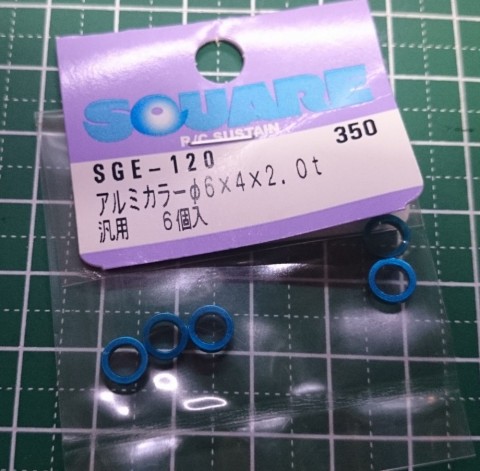 SQUARE
R/C SUSTAIN
SGE-120 350
アルミカラーφ6×4×2.0t
汎用 6個入